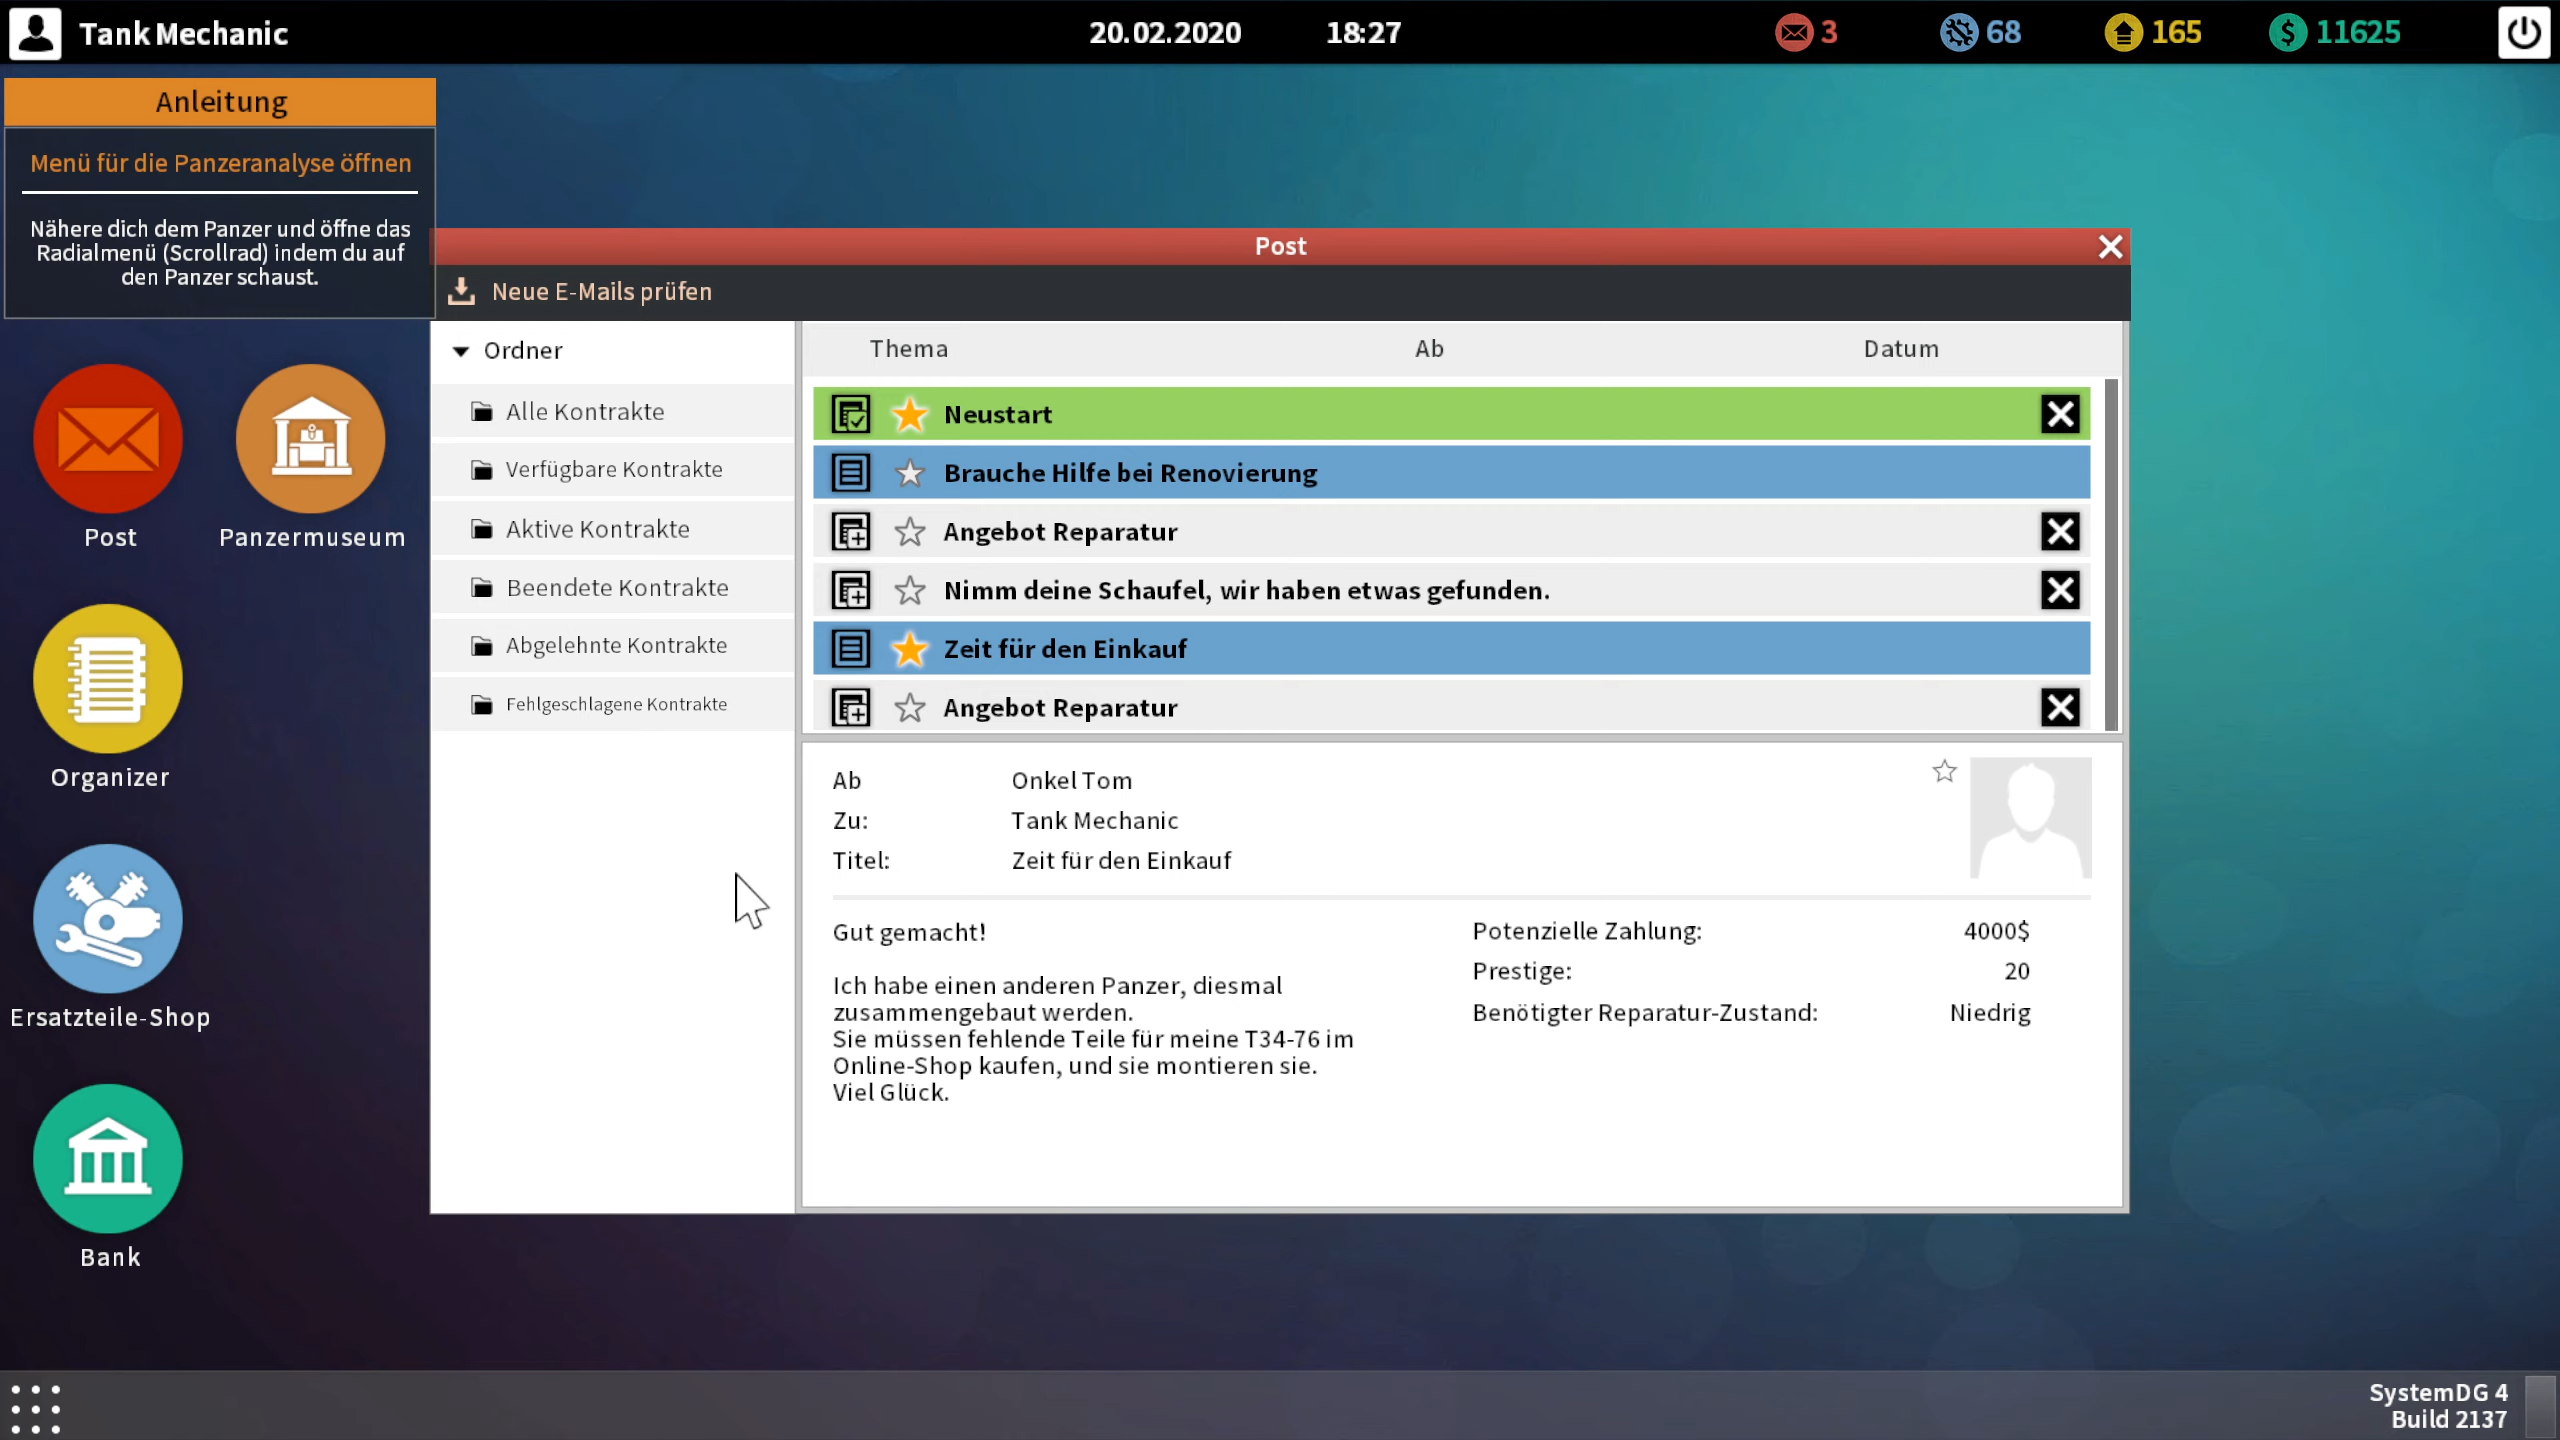 Tank Mechanic
20.02.2020
18:27
3
68
165
11625
Anleitung
Menü für die Panzeranalyse öffnen
Nähere dich dem Panzer und öffne das
Radialmenü (Scrollrad) indem du auf
den Panzer schaust.
Post
Panzermuseum
Organizer
Ersatzteile-Shop
Bank
Post
Neue E-Mails prüfen
Ordner
Alle Kontrakte
Verfügbare Kontrakte
Aktive Kontrakte
Beendete Kontrakte
Abgelehnte Kontrakte
Fehlgeschlagene Kontrakte
Thema Ab Datum
Neustart
Brauche Hilfe bei Renovierung
Angebot Reparatur
Nimm deine Schaufel, wir haben etwas gefunden.
Zeit für den Einkauf
Angebot Reparatur
Ab Onkel Tom
Zu: Tank Mechanic
Titel: Zeit für den Einkauf
Gut gemacht!
Ich habe einen anderen Panzer, diesmal
zusammengebaut werden.
Sie müssen fehlende Teile für meine T34-76 im
Online-Shop kaufen, und sie montieren sie.
Viel Glück.
Potenzielle Zahlung: 4000$
Prestige: 20
Benötigter Reparatur-Zustand: Niedrig
SystemDG 4
Build 2137